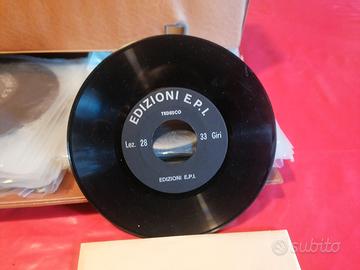 EDIZIONI E.P.I.
TEDESCO
Lez. 28 33 Giri
EDIZIONI E.P.I.
subito